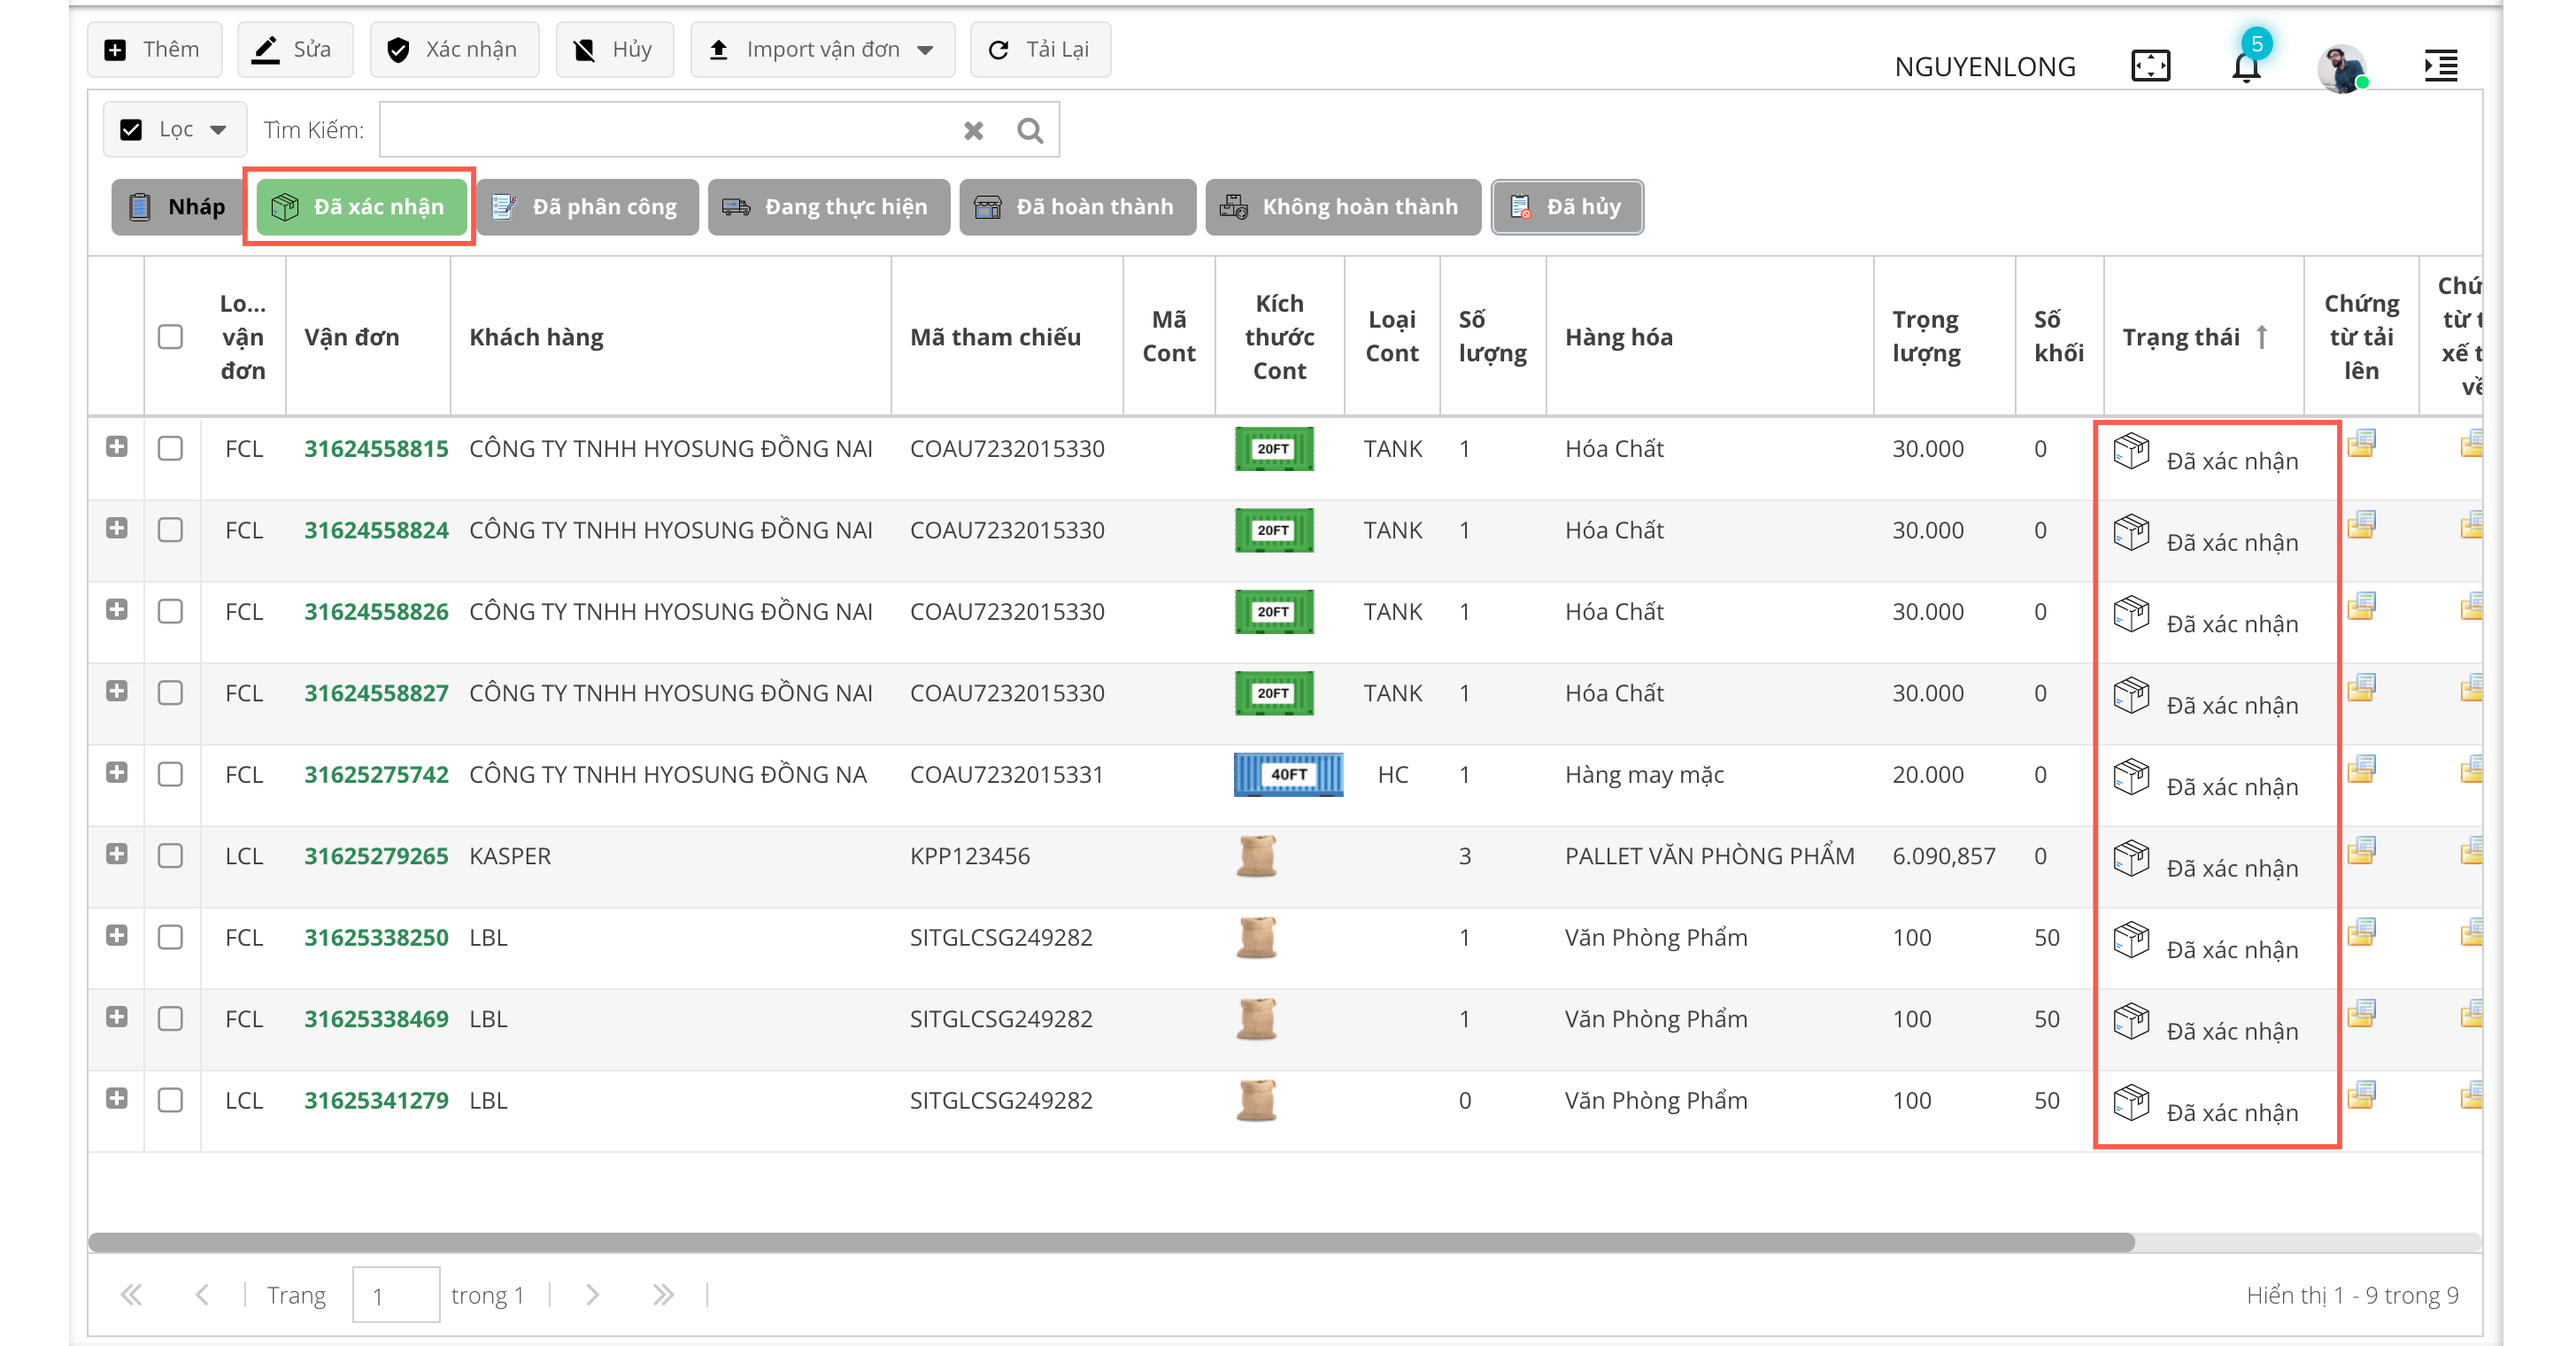 Thêm Sửa Xác nhận Hủy Import vận đơn Tải Lại NGUYENLONG 5
Lọc Tìm Kiếm:
Nháp Đã xác nhận Đã phân công Đang thực hiện Đã hoàn thành Không hoàn thành Đã hủy
Lo... vận đơn Vận đơn Khách hàng Mã tham chiếu Mã Cont Kích thước Cont Loại Cont Số lượng Hàng hóa Trọng lượng Số khối Trạng thái Chứng từ tải lên
FCL 31624558815 CÔNG TY TNHH HYOSUNG ĐỒNG NAI COAU7232015330 20FT TANK 1 Hóa Chất 30.000 0 Đã xác nhận
FCL 31624558824 CÔNG TY TNHH HYOSUNG ĐỒNG NAI COAU7232015330 20FT TANK 1 Hóa Chất 30.000 0 Đã xác nhận
FCL 31624558826 CÔNG TY TNHH HYOSUNG ĐỒNG NAI COAU7232015330 20FT TANK 1 Hóa Chất 30.000 0 Đã xác nhận
FCL 31624558827 CÔNG TY TNHH HYOSUNG ĐỒNG NAI COAU7232015330 20FT TANK 1 Hóa Chất 30.000 0 Đã xác nhận
FCL 31625275742 CÔNG TY TNHH HYOSUNG ĐỒNG NA COAU7232015331 40FT HC 1 Hàng may mặc 20.000 0 Đã xác nhận
LCL 31625279265 KASPER KPP123456 3 PALLET VĂN PHÒNG PHẨM 6.090,857 0 Đã xác nhận
FCL 31625338250 LBL SITGLCSG249282 1 Văn Phòng Phẩm 100 50 Đã xác nhận
FCL 31625338469 LBL SITGLCSG249282 1 Văn Phòng Phẩm 100 50 Đã xác nhận
LCL 31625341279 LBL SITGLCSG249282 0 Văn Phòng Phẩm 100 50 Đã xác nhận
Trang 1 trong 1 Hiển thị 1 - 9 trong 9